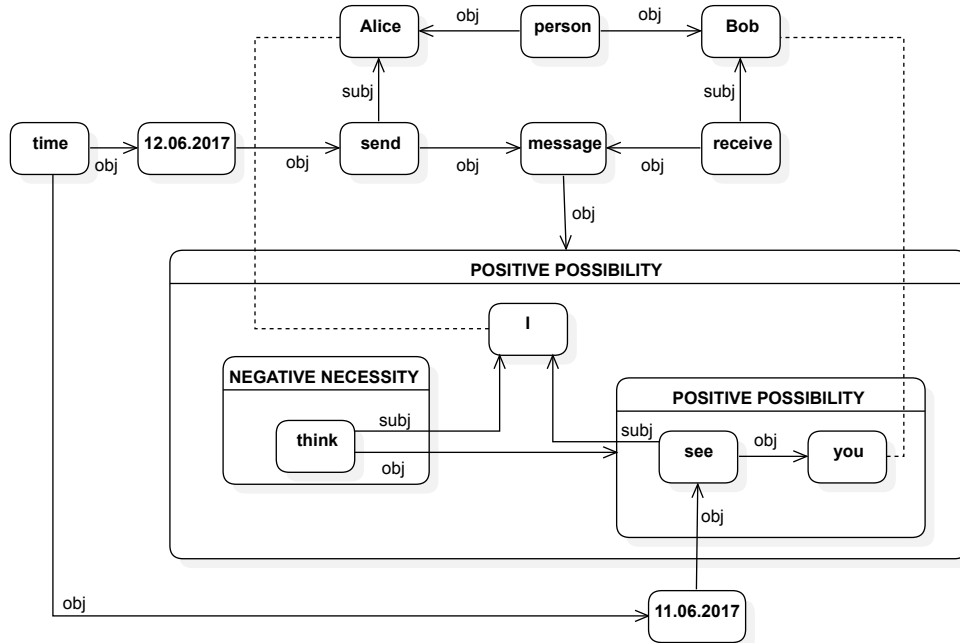 obj obj
Alice person Bob
subj subj
time 12.06.2017 send message receive
obj obj obj obj
obj
POSITIVE POSSIBILITY
I
NEGATIVE NECESSITY
POSITIVE POSSIBILITY
subj subj
think see obj you
obj
obj
obj
11.06.2017